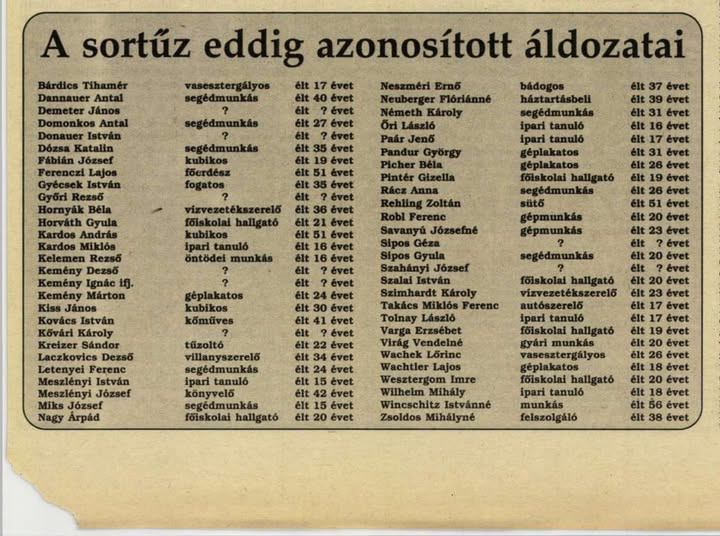 A sortűz eddig azonosított áldozatai
Bárdics Tihamér vasesztergályos élt 17 évet
Dannauer Antal segédmunkás élt 40 évet
Demeter János ? élt ? évet
Domonkos Antal segédmunkás élt 27 évet
Donauer István ? élt ? évet
Dózsa Katalin segédmunkás élt 35 évet
Fábián József kubikos élt 19 évet
Ferenczi Lajos főerdész élt 51 évet
Gyécsek István fogatos élt 35 évet
Győri Rezső ? élt ? évet
Hornyák Béla vízvezetékszerelő élt 36 évet
Horváth Gyula főiskolai hallgató élt 21 évet
Kardos András kubikos élt 51 évet
Kardos Miklós ipari tanuló élt 16 évet
Kelemen Rezső öntödei munkás élt 16 évet
Kemény Dezső ? élt ? évet
Kemény Ignác ifj. ? élt ? évet
Kemény Márton géplakatos élt 24 évet
Kiss János kubikos élt 30 évet
Kovács István kőműves élt 41 évet
Kővári Károly ? élt ? évet
Kreizer Sándor tűzoltó élt 22 évet
Laczkovics Dezső villanyszerelő élt 34 évet
Letenyei Ferenc segédmunkás élt 24 évet
Meszlényi István ipari tanuló élt 15 évet
Meszlényi József könyvelő élt 42 évet
Miks József segédmunkás élt 15 évet
Nagy Árpád főiskolai hallgató élt 20 évet
Neszméri Ernő bádogos élt 37 évet
Neuberger Flóriánné háztartásbeli élt 39 évet
Németh Károly segédmunkás élt 31 évet
Őri László ipari tanuló élt 16 évet
Paár Jenő ipari tanuló élt 17 évet
Pandur György géplakatos élt 31 évet
Picher Béla géplakatos élt 26 évet
Pintér Gizella főiskolai hallgató élt 19 évet
Rácz Anna segédmunkás élt 26 évet
Rehling Zoltán sütő élt 51 évet
Robl Ferenc gépmunkás élt 20 évet
Savanyú Józsefné gépmunkás élt 23 évet
Sipos Géza ? élt ? évet
Sipos Gyula segédmunkás élt 20 évet
Szahányi József ? élt ? évet
Szalai István főiskolai hallgató élt 20 évet
Szimhardt Károly vízvezetékszerelő élt 23 évet
Takács Miklós Ferenc autószerelő élt 17 évet
Tolnay László ipari tanuló élt 17 évet
Varga Erzsébet főiskolai hallgató élt 19 évet
Virág Vendelné gyári munkás élt 20 évet
Wachek Lőrinc vasesztergályos élt 26 évet
Wachtler Lajos géplakatos élt 18 évet
Wesztergom Imre főiskolai hallgató élt 20 évet
Wilhelm Mihály ipari tanuló élt 18 évet
Wincschitz Istvánné munkás élt 56 évet
Zsoldos Mihályné felszolgáló élt 38 évet